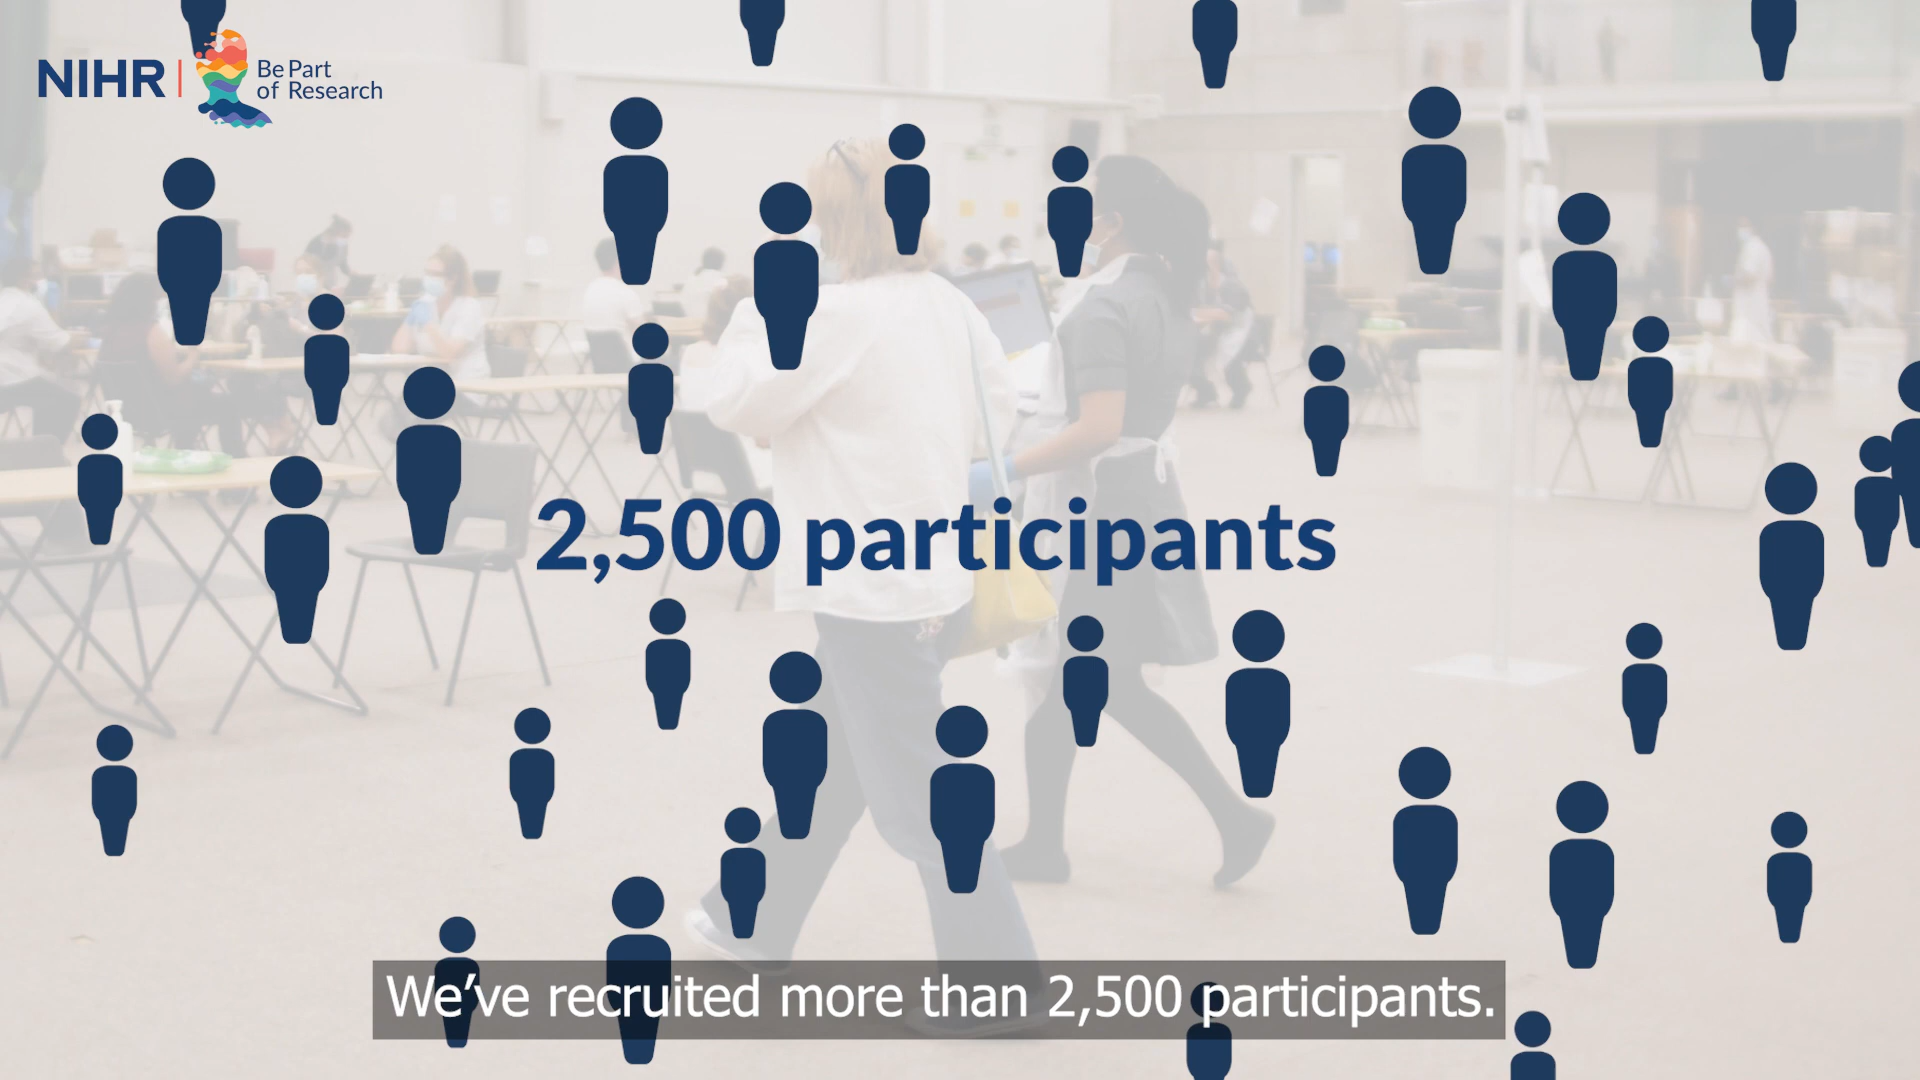 NIHR
Be Part
of Research
2,500 participants
We've recruited more than 2,500 participants.